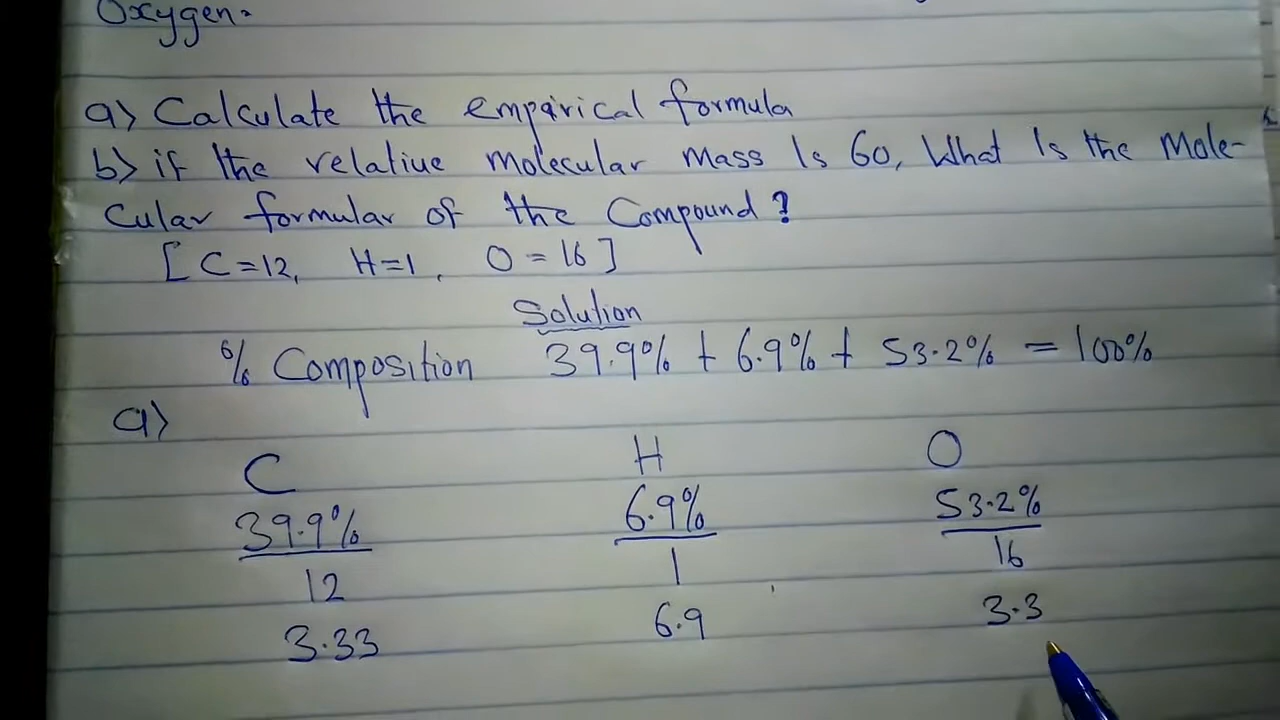 Oxygen.
a) Calculate the empirical formula
b) if the relative molecular mass Is 60, What Is the Mole-
Cular formular of the Compound?
[C=12, H=1, O=16]
Solution
% Composition 39.9% + 6.9% + 53.2% = 100%
a)
C H O
39.9% 6.9% 53.2%
12 1 16
3.33 6.9 3.3